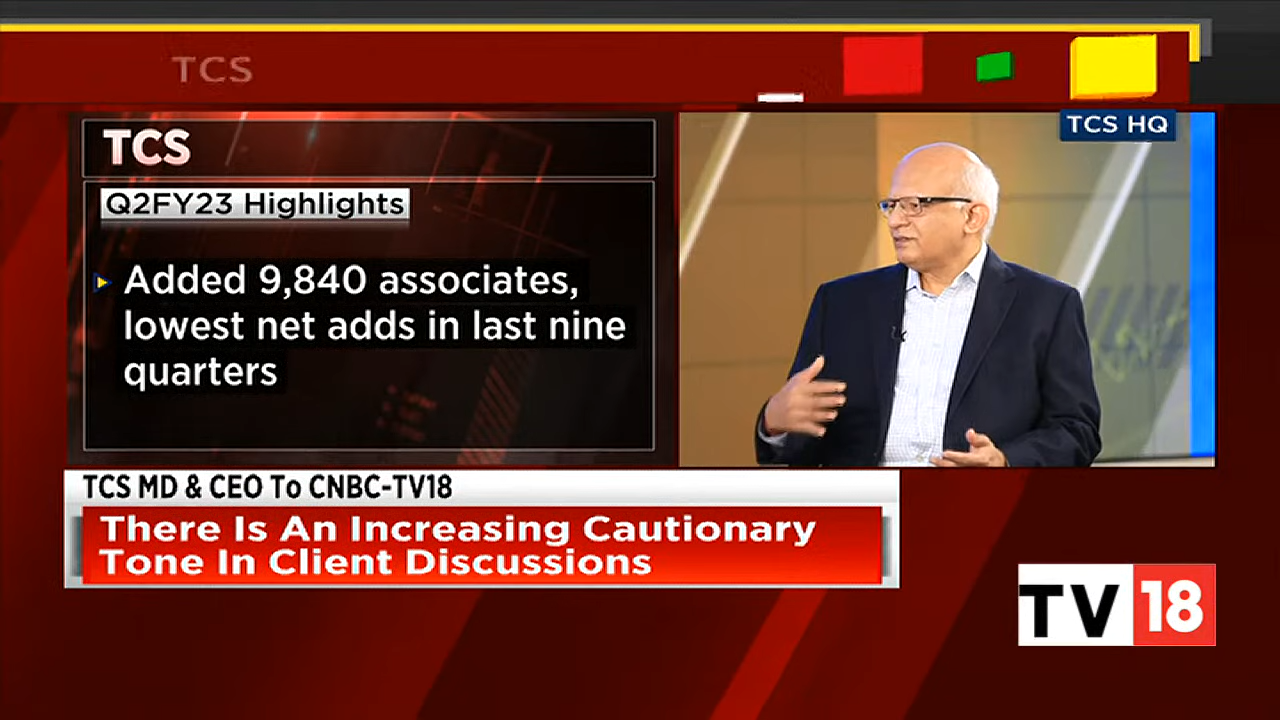 TCS
TCS
Q2FY23 Highlights
Added 9,840 associates,
lowest net adds in last nine
quarters
TCS HQ
TCS MD & CEO To CNBC-TV18
There Is An Increasing Cautionary
Tone In Client Discussions
TV18